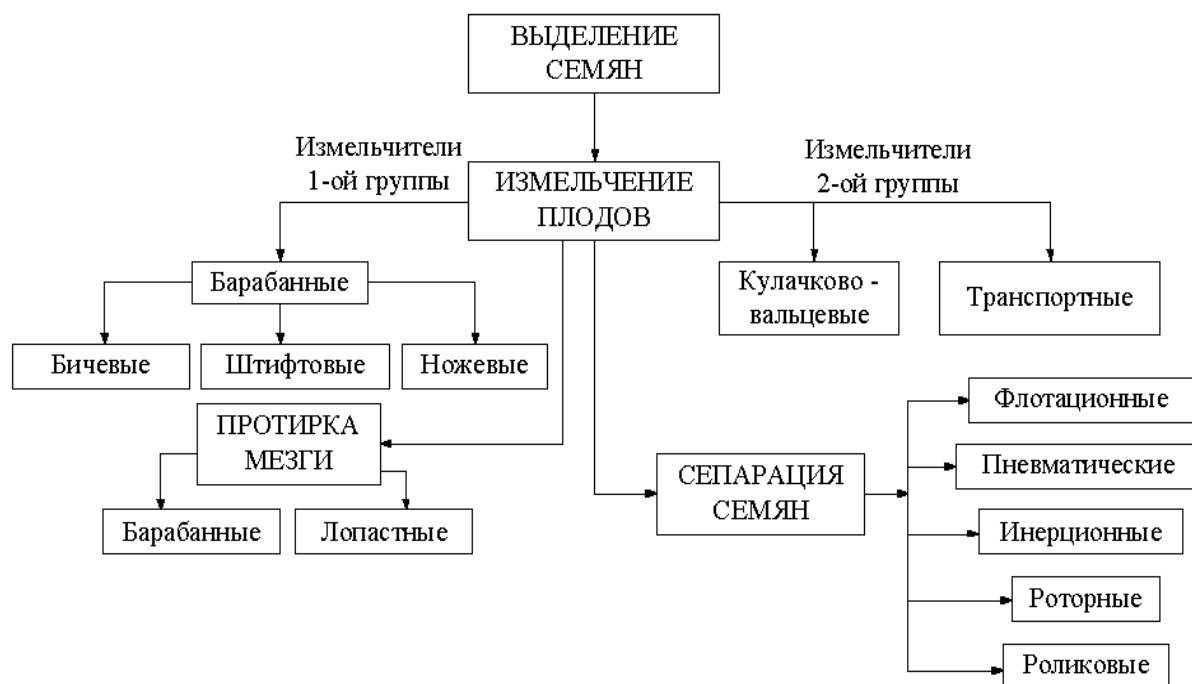 ВЫДЕЛЕНИЕ
СЕМЯН
Измельчители
1-ой группы
ИЗМЕЛЬЧЕНИЕ
ПЛОДОВ
Измельчители
2-ой группы
Барабанные
Кулачково -
вальцевые
Транспортные
Бичевые
Штифтовые
Ножевые
ПРОТИРКА
МЕЗГИ
Барабанные
Лопастные
СЕПАРАЦИЯ
СЕМЯН
Флотационные
Пневматические
Инерционные
Роторные
Роликовые